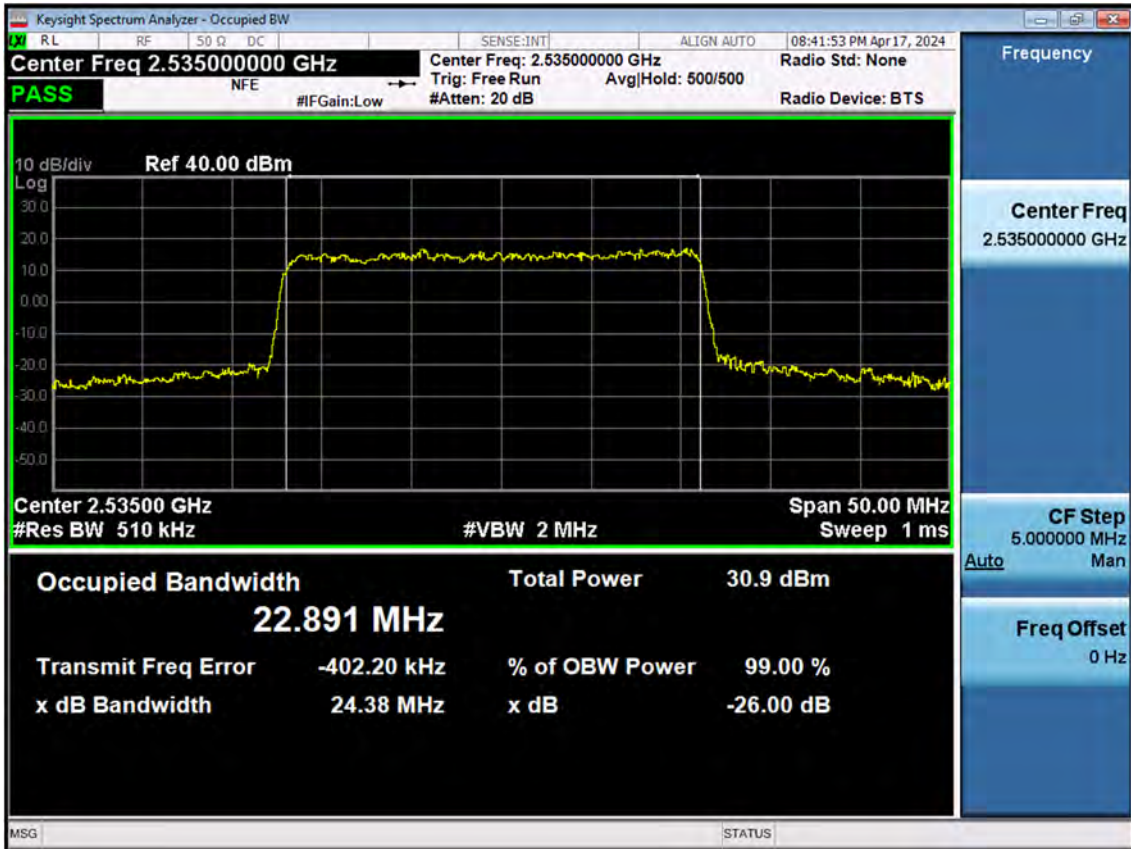 Keysight Spectrum Analyzer - Occupied BW
LXI RL RF 50 Ω DC SENSE:INT ALIGN AUTO 08:41:53 PM Apr 17, 2024
Center Freq 2.535000000 GHz
Center Freq: 2.535000000 GHz
Radio Std: None
NFE
Trig: Free Run
Avg|Hold: 500/500
PASS
#IFGain:Low
#Atten: 20 dB
Radio Device: BTS
10 dB/div
Ref 40.00 dBm
Log
30.0
20.0
10.0
0.00
-10.0
-20.0
-30.0
-40.0
-50.0
Center 2.53500 GHz
Span 50.00 MHz
#Res BW 510 kHz
#VBW 2 MHz
Sweep 1 ms
Occupied Bandwidth
Total Power 30.9 dBm
22.891 MHz
Transmit Freq Error -402.20 kHz
% of OBW Power 99.00 %
x dB Bandwidth 24.38 MHz
x dB -26.00 dB
Frequency
Center Freq
2.535000000 GHz
CF Step
5.000000 MHz
Auto Man
Freq Offset
0 Hz
MSG
STATUS